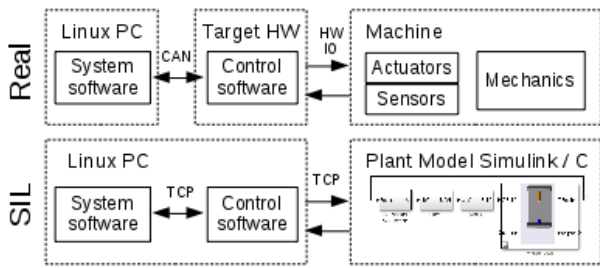 Real
Linux PC
System
software
CAN
Target HW
Control
software
HW
IO
Machine
Actuators
Sensors
Mechanics
SIL
Linux PC
System
software
TCP
Control
software
TCP
Plant Model Simulink / C